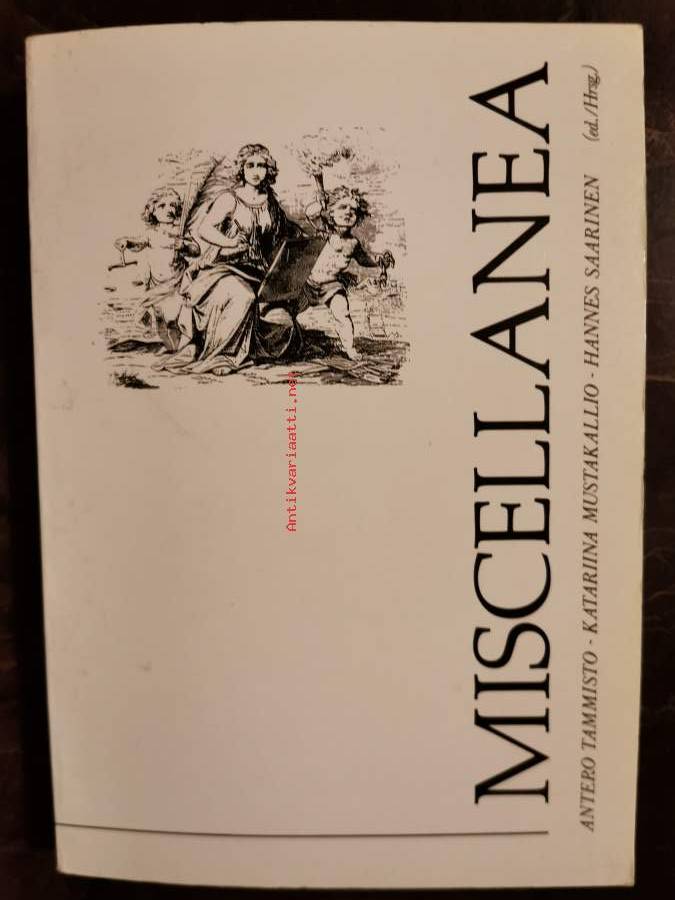 MISCELLANEA
ANTERO TAMMISTO - KATARIINA MUSTAKALLIO - HANNES SAARINEN (ed./Hrsg.)
Antikvariaatti.net